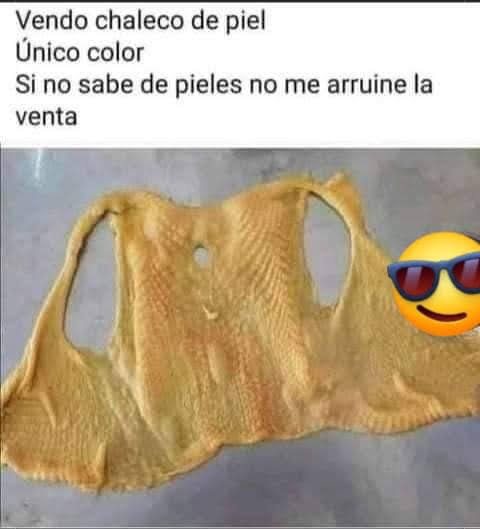 Vendo chaleco de piel
Único color
Si no sabe de pieles no me arruine la
venta